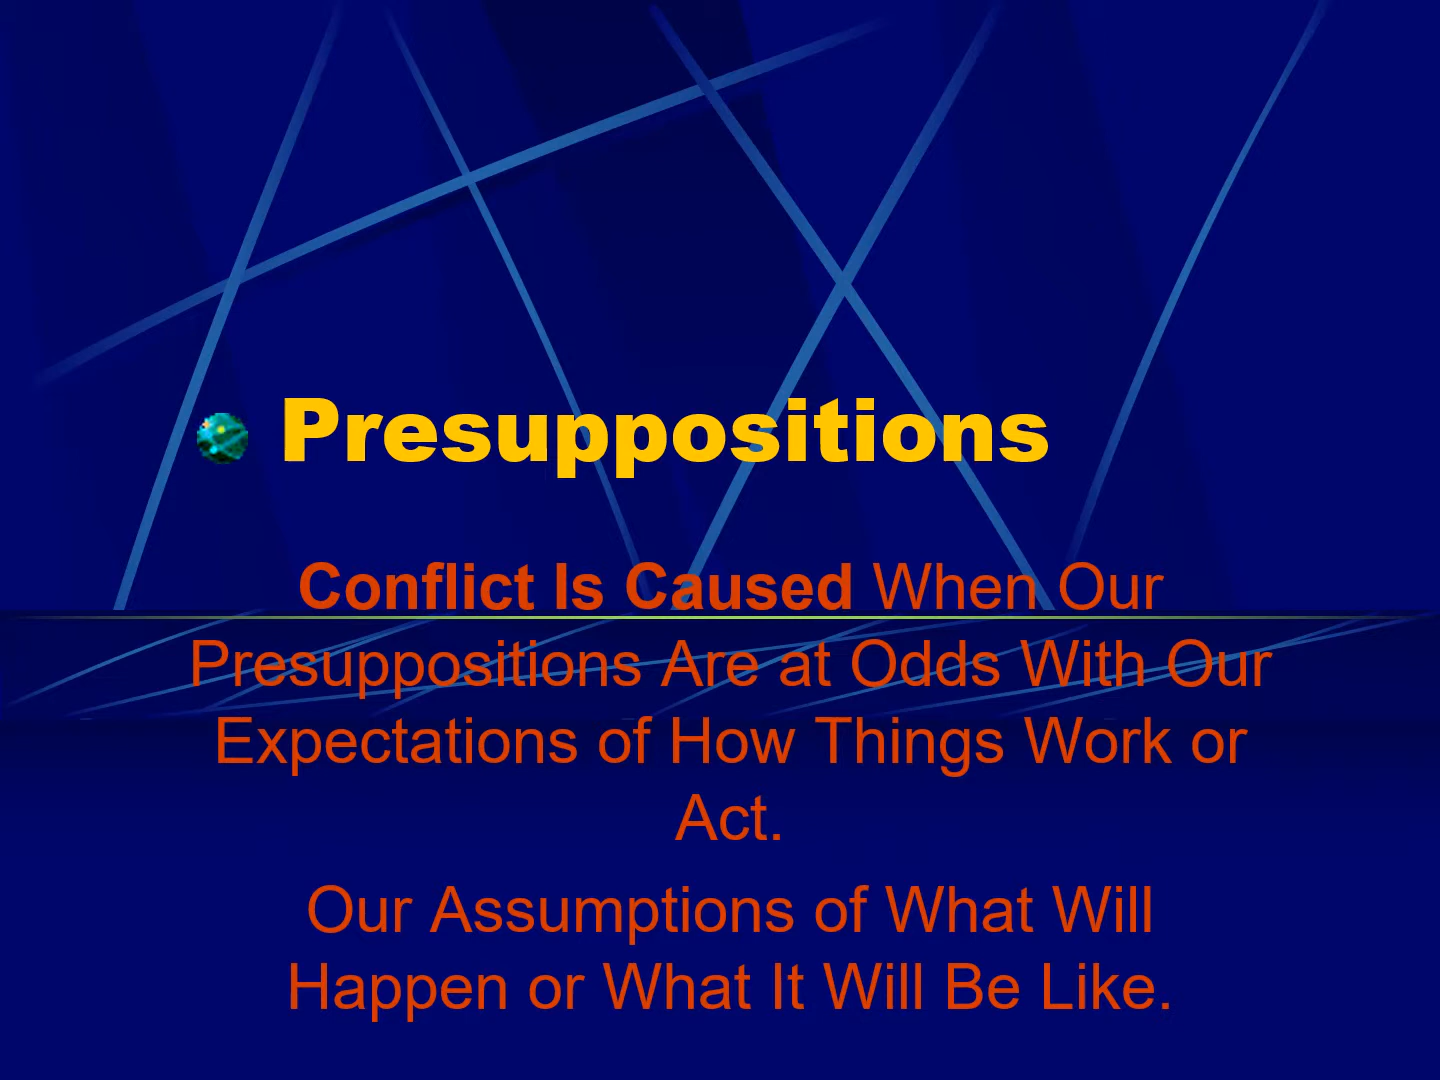 Presuppositions
Conflict Is Caused When Our
Presuppositions Are at Odds With Our
Expectations of How Things Work or
Act.
Our Assumptions of What Will
Happen or What It Will Be Like.